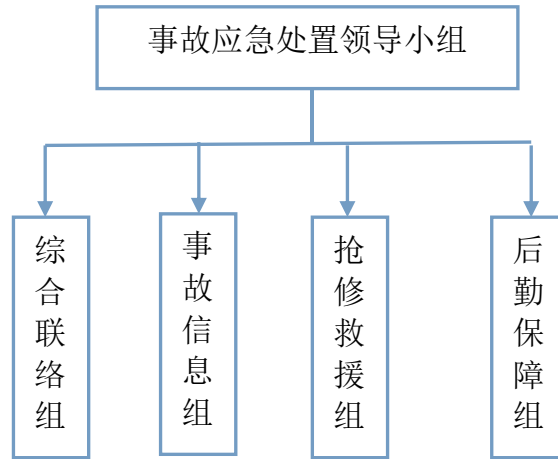 事故应急处置领导小组
综合联络组
事故信息组
抢修救援组
后勤保障组